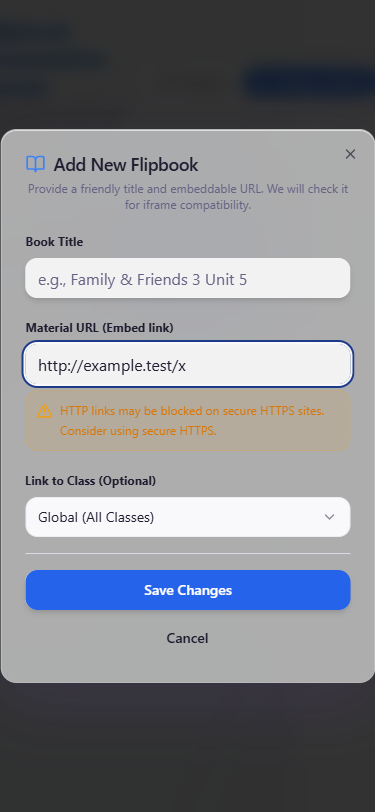 Add New Flipbook
Provide a friendly title and embeddable URL. We will check it
for iframe compatibility.
Book Title
e.g., Family & Friends 3 Unit 5
Material URL (Embed link)
http://example.test/x
HTTP links may be blocked on secure HTTPS sites.
Consider using secure HTTPS.
Link to Class (Optional)
Global (All Classes)
Save Changes
Cancel